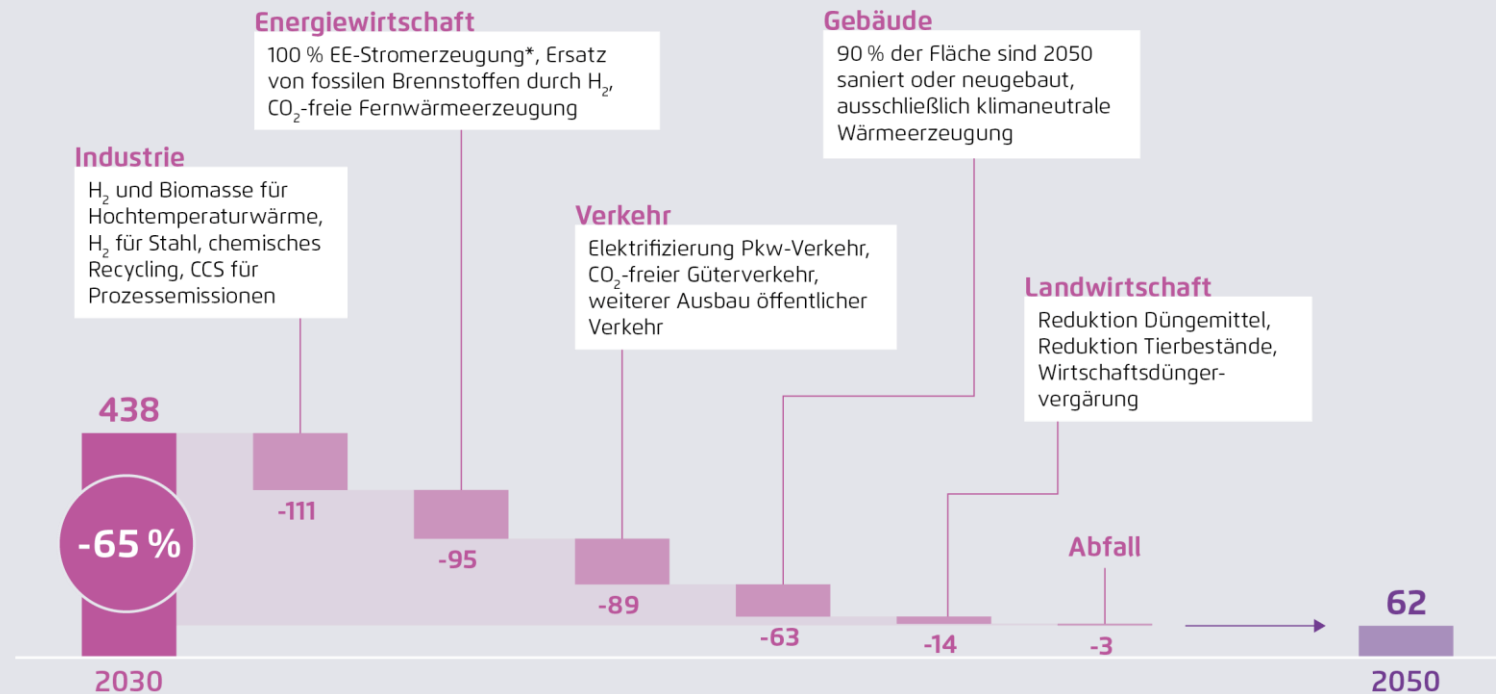 Energiewirtschaft
100 % EE-Stromerzeugung*, Ersatz
von fossilen Brennstoffen durch H₂,
CO₂-freie Fernwärmeerzeugung
Gebäude
90 % der Fläche sind 2050
saniert oder neugebaut,
ausschließlich klimaneutrale
Wärmeerzeugung
Industrie
H₂ und Biomasse für
Hochtemperaturwärme,
H₂ für Stahl, chemisches
Recycling, CCS für
Prozessemissionen
Verkehr
Elektrifizierung Pkw-Verkehr,
CO₂-freier Güterverkehr,
weiterer Ausbau öffentlicher
Verkehr
Landwirtschaft
Reduktion Düngemittel,
Reduktion Tierbestände,
Wirtschaftsdünger-
vergärung
438
-65 %
-111
-95
-89
-63
-14
Abfall
-3
62
2030
2050